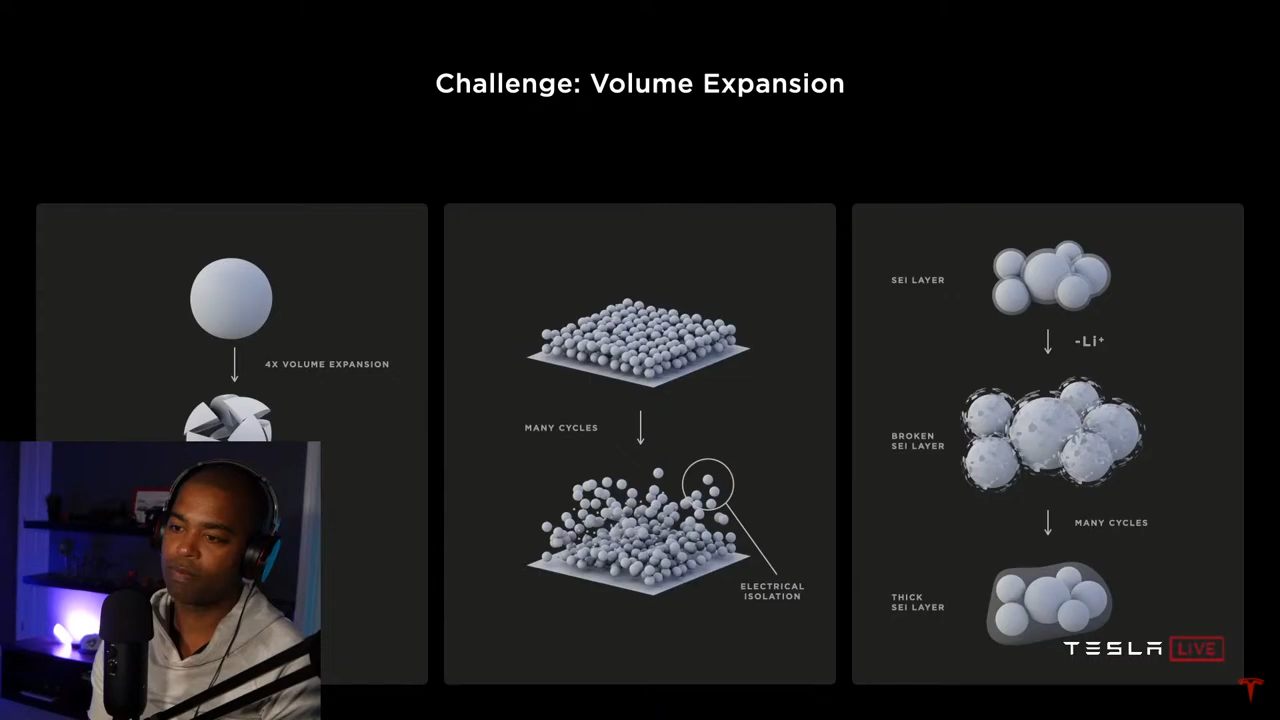 Challenge: Volume Expansion
4X VOLUME EXPANSION
MANY CYCLES
ELECTRICAL
ISOLATION
SEI LAYER
-Li⁺
BROKEN
SEI LAYER
MANY CYCLES
THICK
SEI LAYER
TESLA LIVE